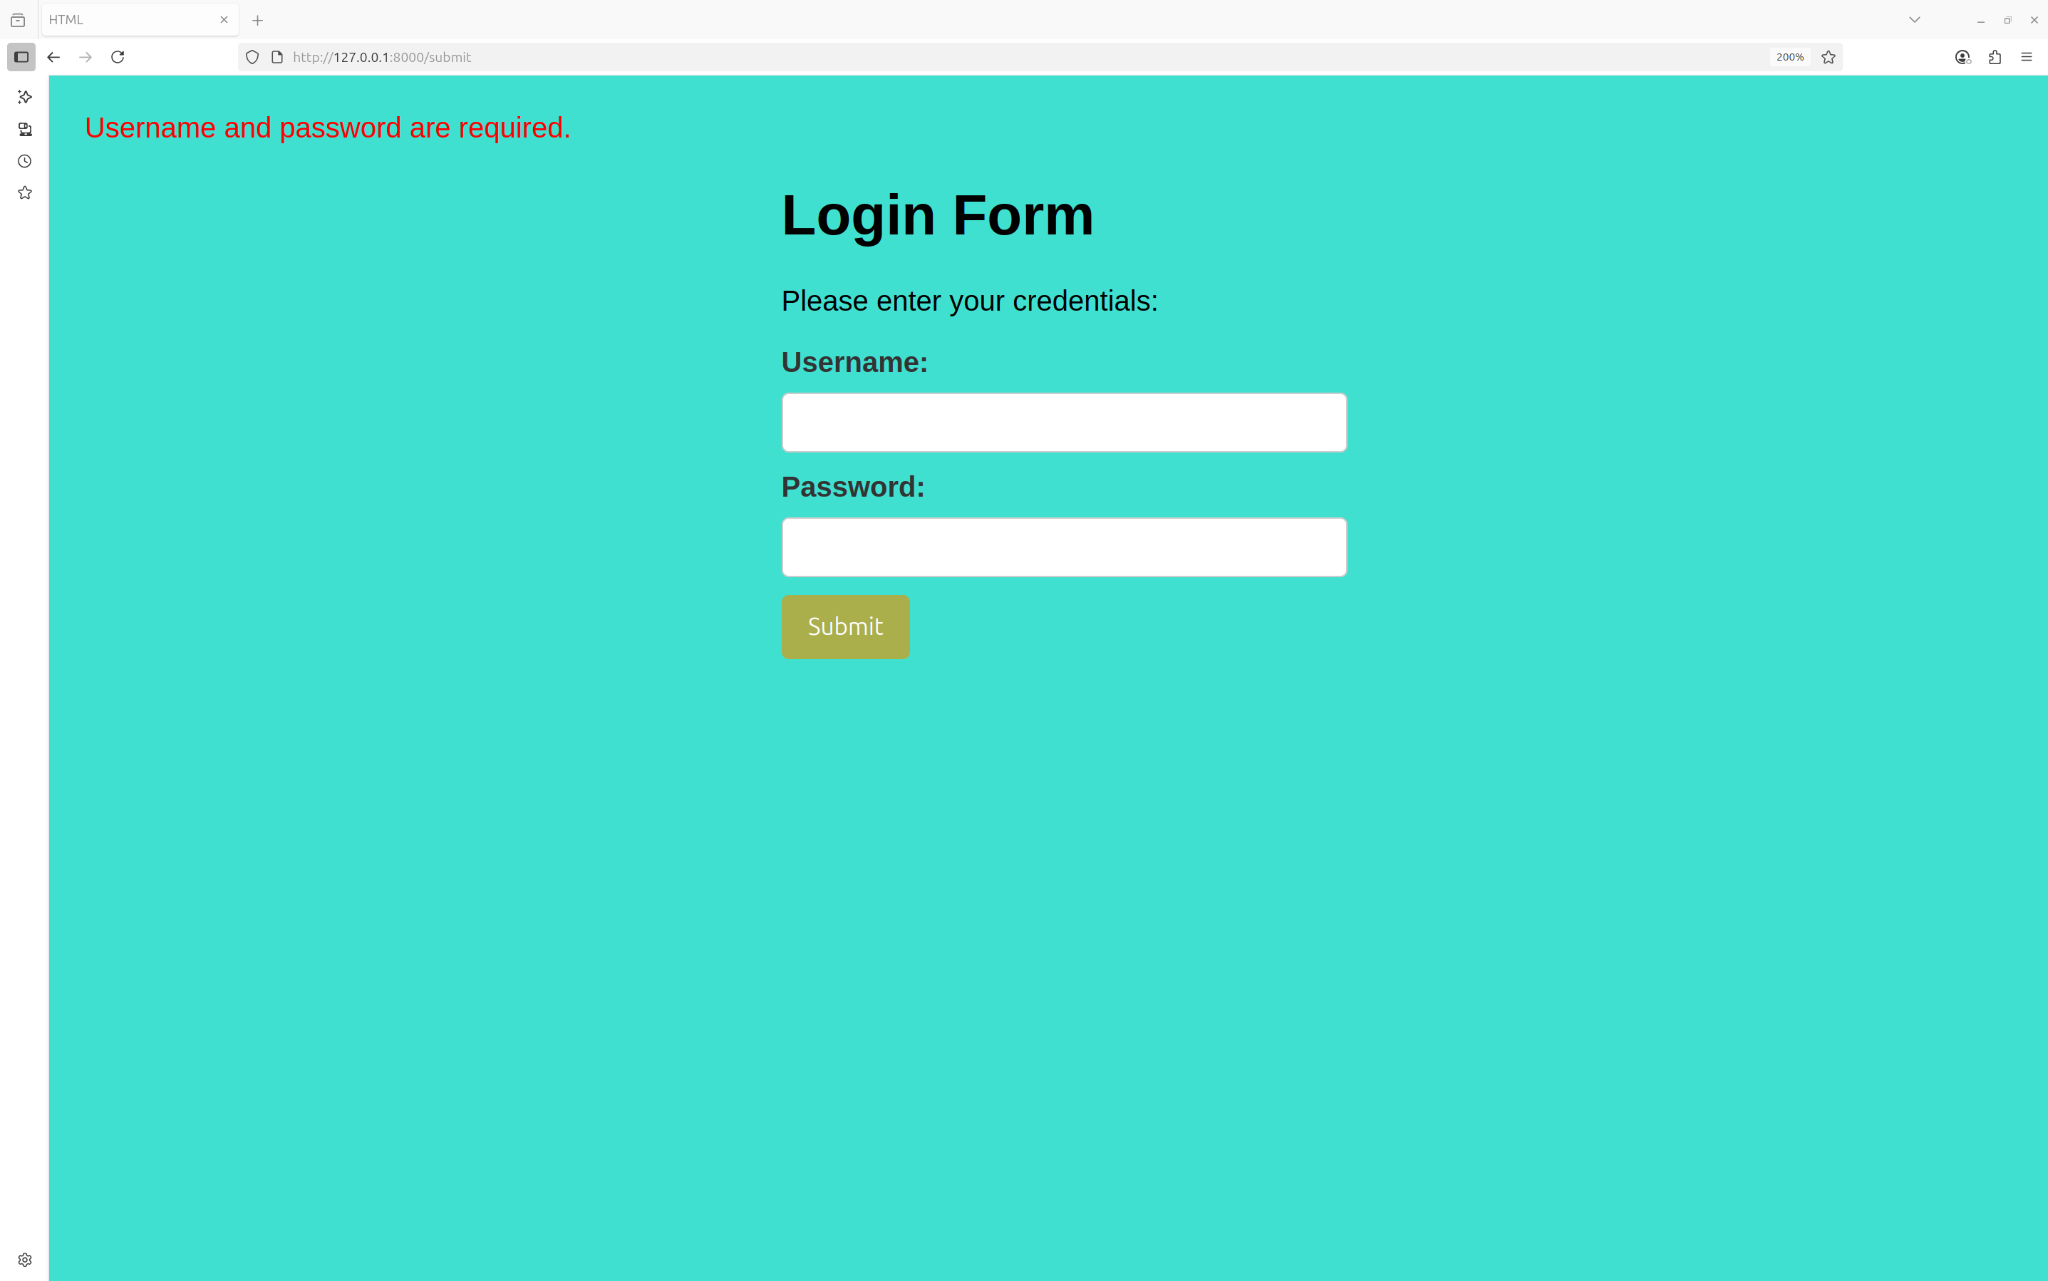 HTML
http://127.0.0.1:8000/submit
200%
Username and password are required.
Login Form
Please enter your credentials:
Username:
Password:
Submit